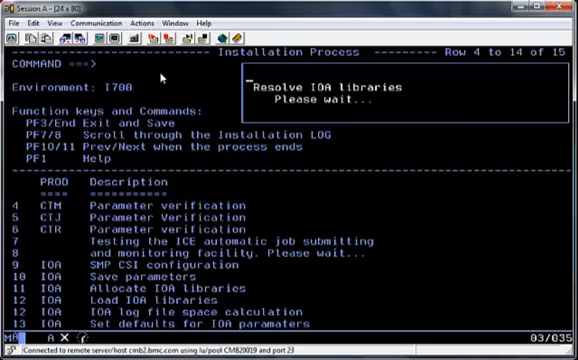 Session A - [24 x 80]
File Edit View Communication Actions Window Help
Installation Process Row 4 to 14 of 15
COMMAND ===>
Resolve IOA libraries
Environment: I700
Please wait...
Function keys and Commands:
PF3/End Exit and Save
PF7/8 Scroll through the Installation LOG
PF10/11 Prev/Next when the process ends
PF1 Help
PROD Description
==== ===========
4 CTM Parameter verification
5 CTJ Parameter Verification
6 CTR Parameter verification
7 Testing the ICE automatic job submitting
8 and monitoring facility. Please wait...
9 IOA SMP CSI configuration
10 IOA Save parameters
11 IOA Allocate IOA libraries
12 IOA Load IOA libraries
12 IOA IOA log file space calculation
13 IOA Set defaults for IOA paramaters
MA A 03/035
Connected to remote server/host cmb2.bmc.com using lu/pool CMB20019 and port 23